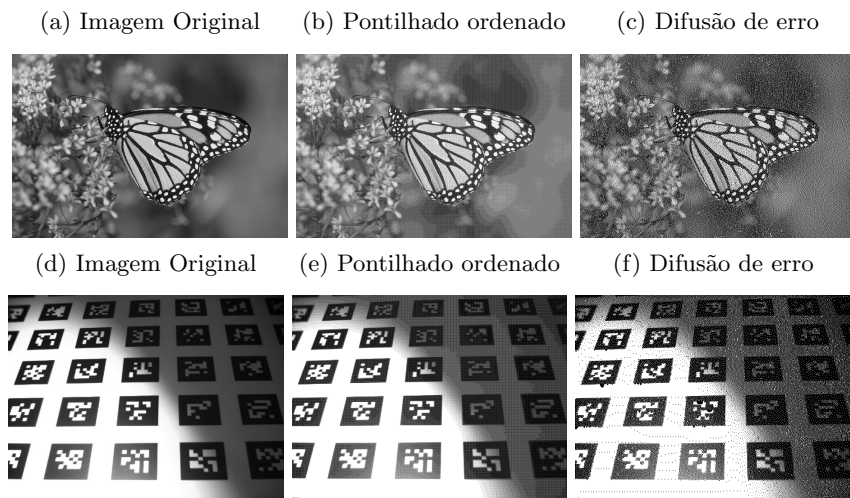 (a) Imagem Original
(b) Pontilhado ordenado
(c) Difusão de erro
(d) Imagem Original
(e) Pontilhado ordenado
(f) Difusão de erro